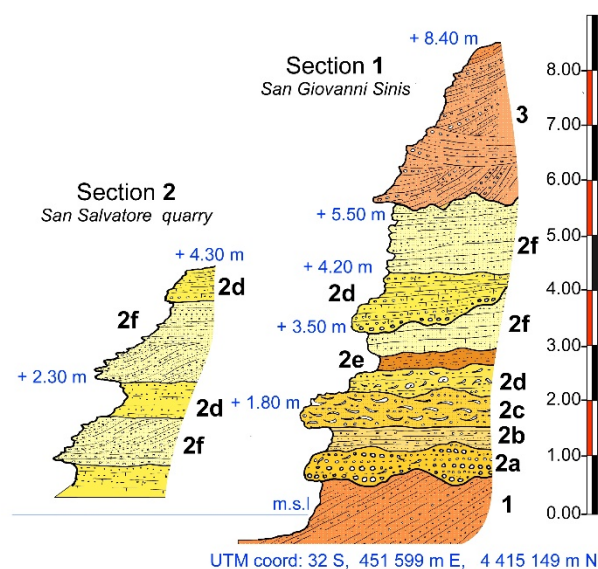 + 8.40 m
Section 1
San Giovanni Sinis
8.00
3
7.00
6.00
Section 2
San Salvatore quarry
+ 5.50 m
5.00
2f
+ 4.30 m
+ 4.20 m
2d
2d
4.00
2f
+ 3.50 m
2f
3.00
2e
+ 2.30 m
2d
+ 1.80 m
2d
2c
2.00
2f
2b
1.00
2a
m.s.l
1
0.00
UTM coord: 32 S, 451 599 m E, 4 415 149 m N